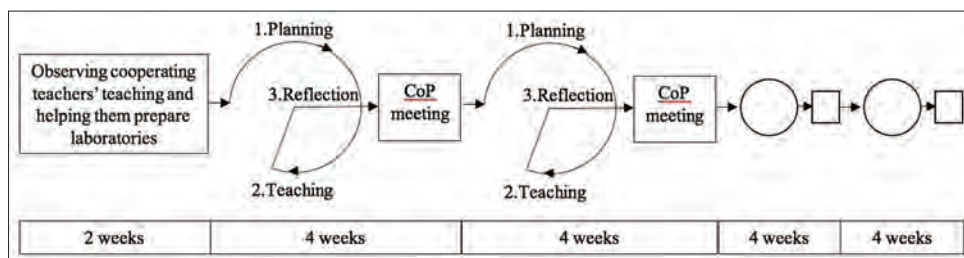 Observing cooperating
teachers' teaching and
helping them prepare
laboratories
1.Planning
3.Reflection
2.Teaching
CoP
meeting
1.Planning
3.Reflection
2.Teaching
CoP
meeting
2 weeks
4 weeks
4 weeks
4 weeks
4 weeks